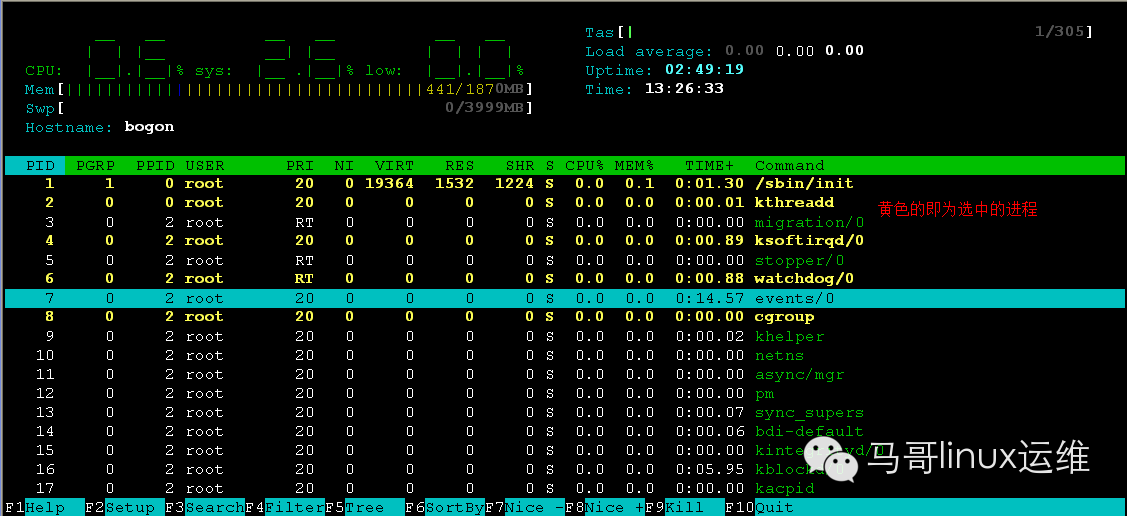 Tas[| 1/305]
Load average: 0.00 0.00 0.00
CPU: % sys: % low: %
Uptime: 02:49:19
Mem[||||||||||||||||||||||||||||||||||||441/1870MB]
Time: 13:26:33
Swp[ 0/3999MB]
Hostname: bogon
PID PGRP PPID USER PRI NI VIRT RES SHR S CPU% MEM% TIME+ Command
1 1 0 root 20 0 19364 1532 1224 S 0.0 0.1 0:01.30 /sbin/init
2 0 0 root 20 0 0 0 0 S 0.0 0.0 0:00.01 kthreadd
黄色的即为选中的进程
3 0 2 root RT 0 0 0 0 S 0.0 0.0 0:00.00 migration/0
4 0 2 root 20 0 0 0 0 S 0.0 0.0 0:00.89 ksoftirqd/0
5 0 2 root RT 0 0 0 0 S 0.0 0.0 0:00.00 stopper/0
6 0 2 root RT 0 0 0 0 S 0.0 0.0 0:00.88 watchdog/0
7 0 2 root 20 0 0 0 0 S 0.0 0.0 0:14.57 events/0
8 0 2 root 20 0 0 0 0 S 0.0 0.0 0:00.00 cgroup
9 0 2 root 20 0 0 0 0 S 0.0 0.0 0:00.02 khelper
10 0 2 root 20 0 0 0 0 S 0.0 0.0 0:00.00 netns
11 0 2 root 20 0 0 0 0 S 0.0 0.0 0:00.00 async/mgr
12 0 2 root 20 0 0 0 0 S 0.0 0.0 0:00.00 pm
13 0 2 root 20 0 0 0 0 S 0.0 0.0 0:00.07 sync_supers
14 0 2 root 20 0 0 0 0 S 0.0 0.0 0:00.06 bdi-default
15 0 2 root 20 0 0 0 0 S 0.0 0.0 0:00.00
马哥linux运维
16 0 2 root 20 0 0 0 0 S 0.0 0.0 0:05.95
17 0 2 root 20 0 0 0 0 S 0.0 0.0 0:00.00 kacpid
F1Help F2Setup F3SearchF4FilterF5Tree F6SortByF7Nice -F8Nice +F9Kill F10Quit